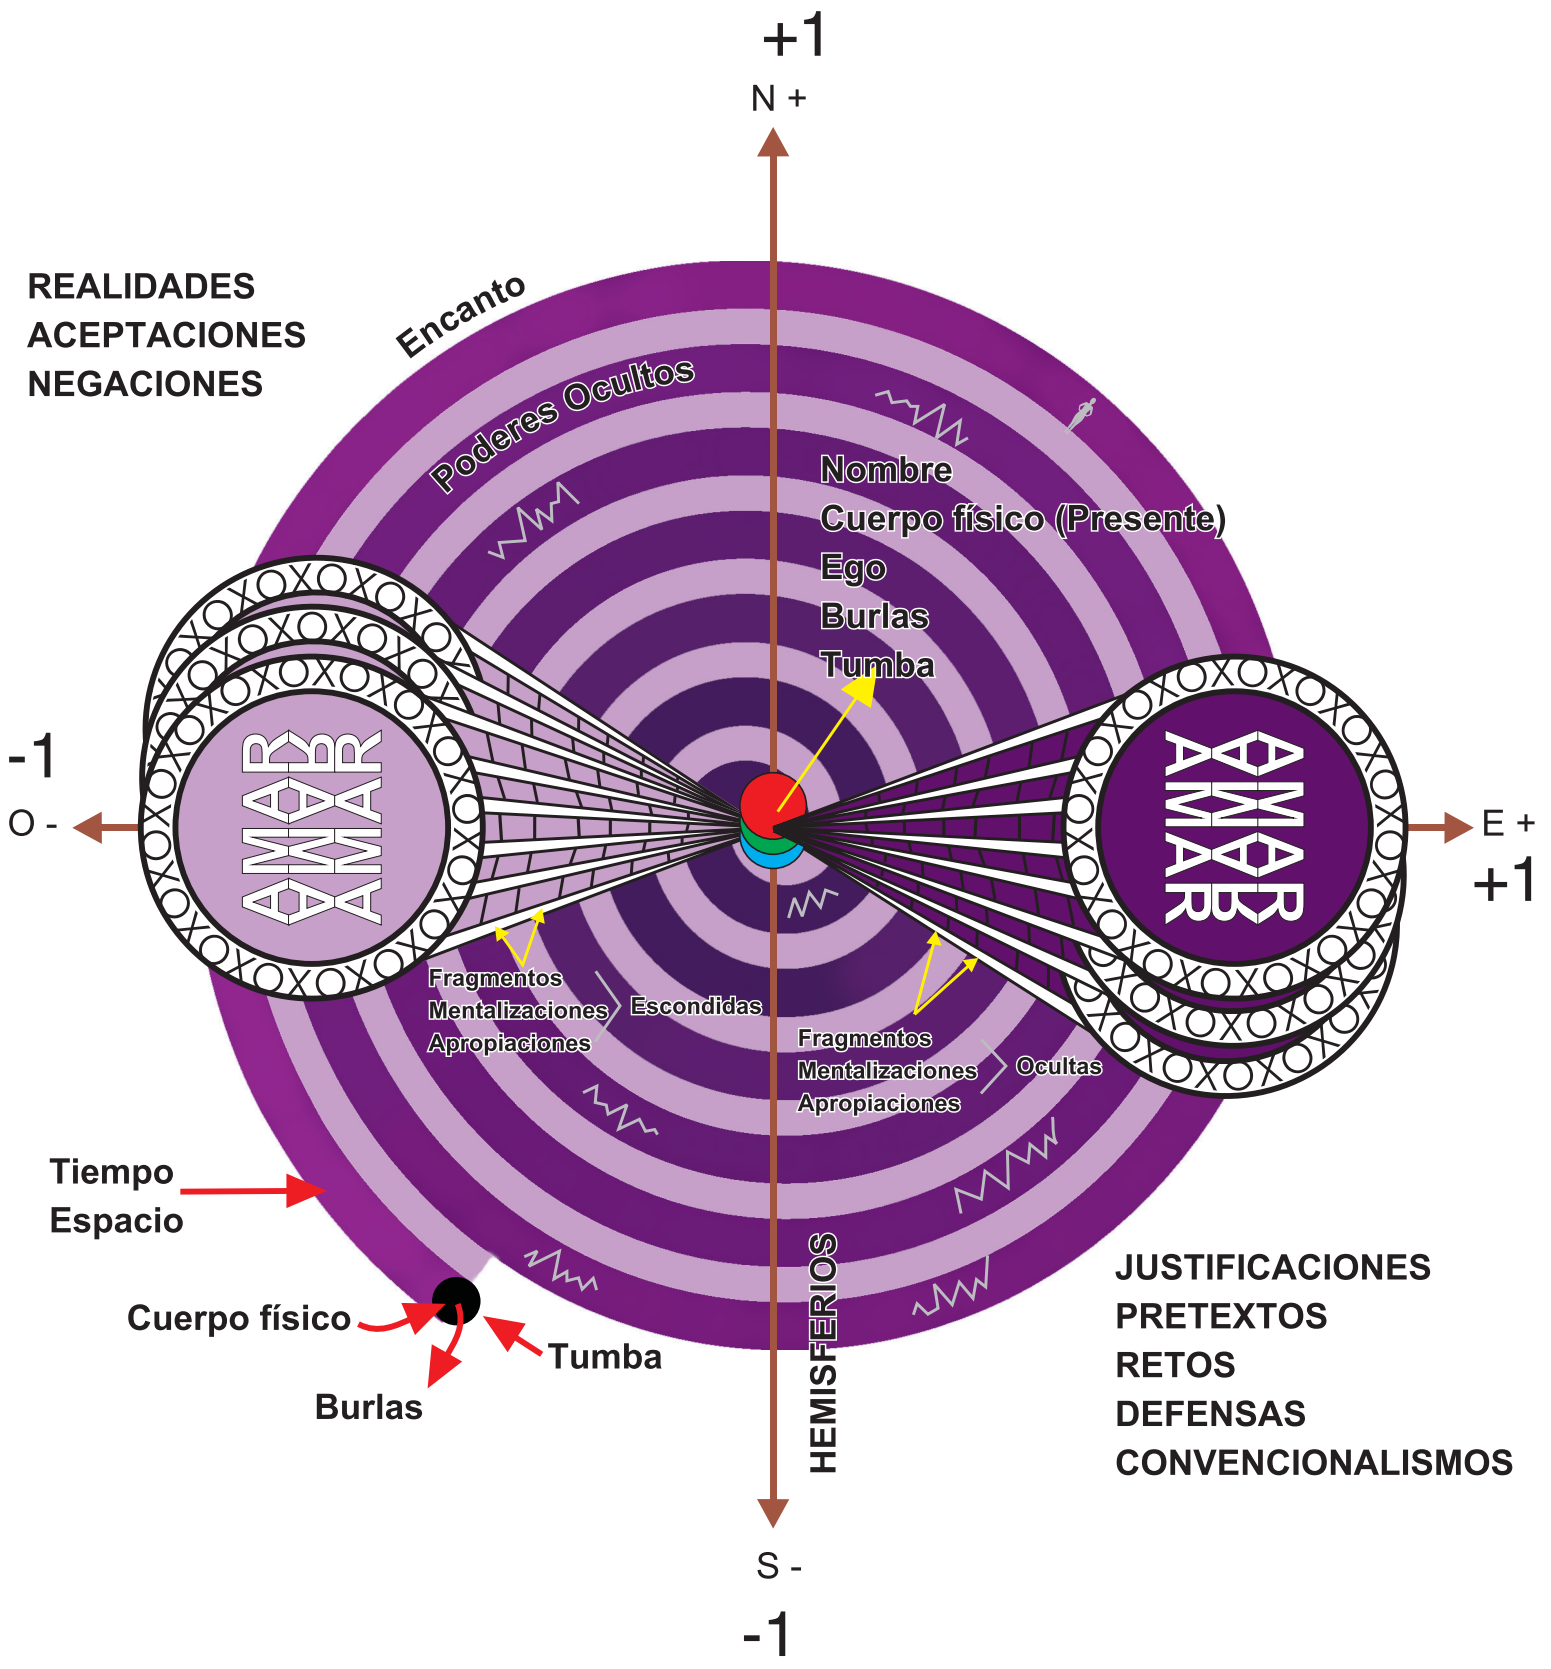 +1
N +
REALIDADES
ACEPTACIONES
NEGACIONES
Encanto
Poderes Ocultos
Nombre
Cuerpo físico (Presente)
Ego
Burlas
Tumba
-1
O -
AMAR
AMAR
AMAR
AMAR
AMAR
AMAR
E +
+1
Fragmentos
Mentalizaciones
Apropiaciones
Escondidas
Fragmentos
Mentalizaciones
Apropiaciones
Ocultas
Tiempo
Espacio
Cuerpo físico
Tumba
Burlas
HEMISFERIOS
JUSTIFICACIONES
PRETEXTOS
RETOS
DEFENSAS
CONVENCIONALISMOS
S -
-1